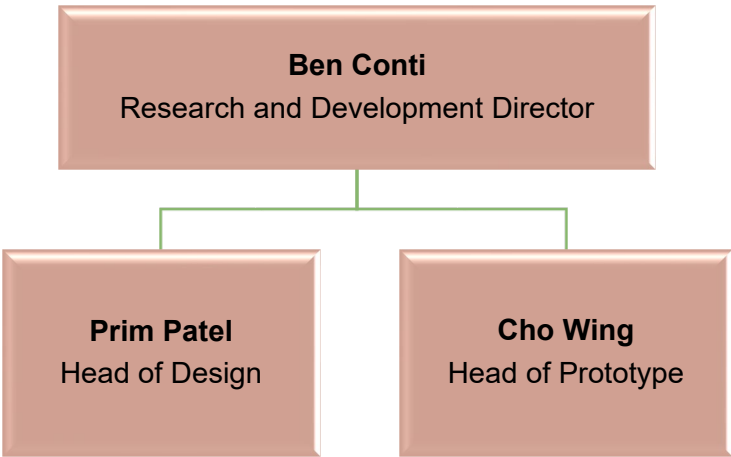 Ben Conti
Research and Development Director
Prim Patel
Head of Design
Cho Wing
Head of Prototype